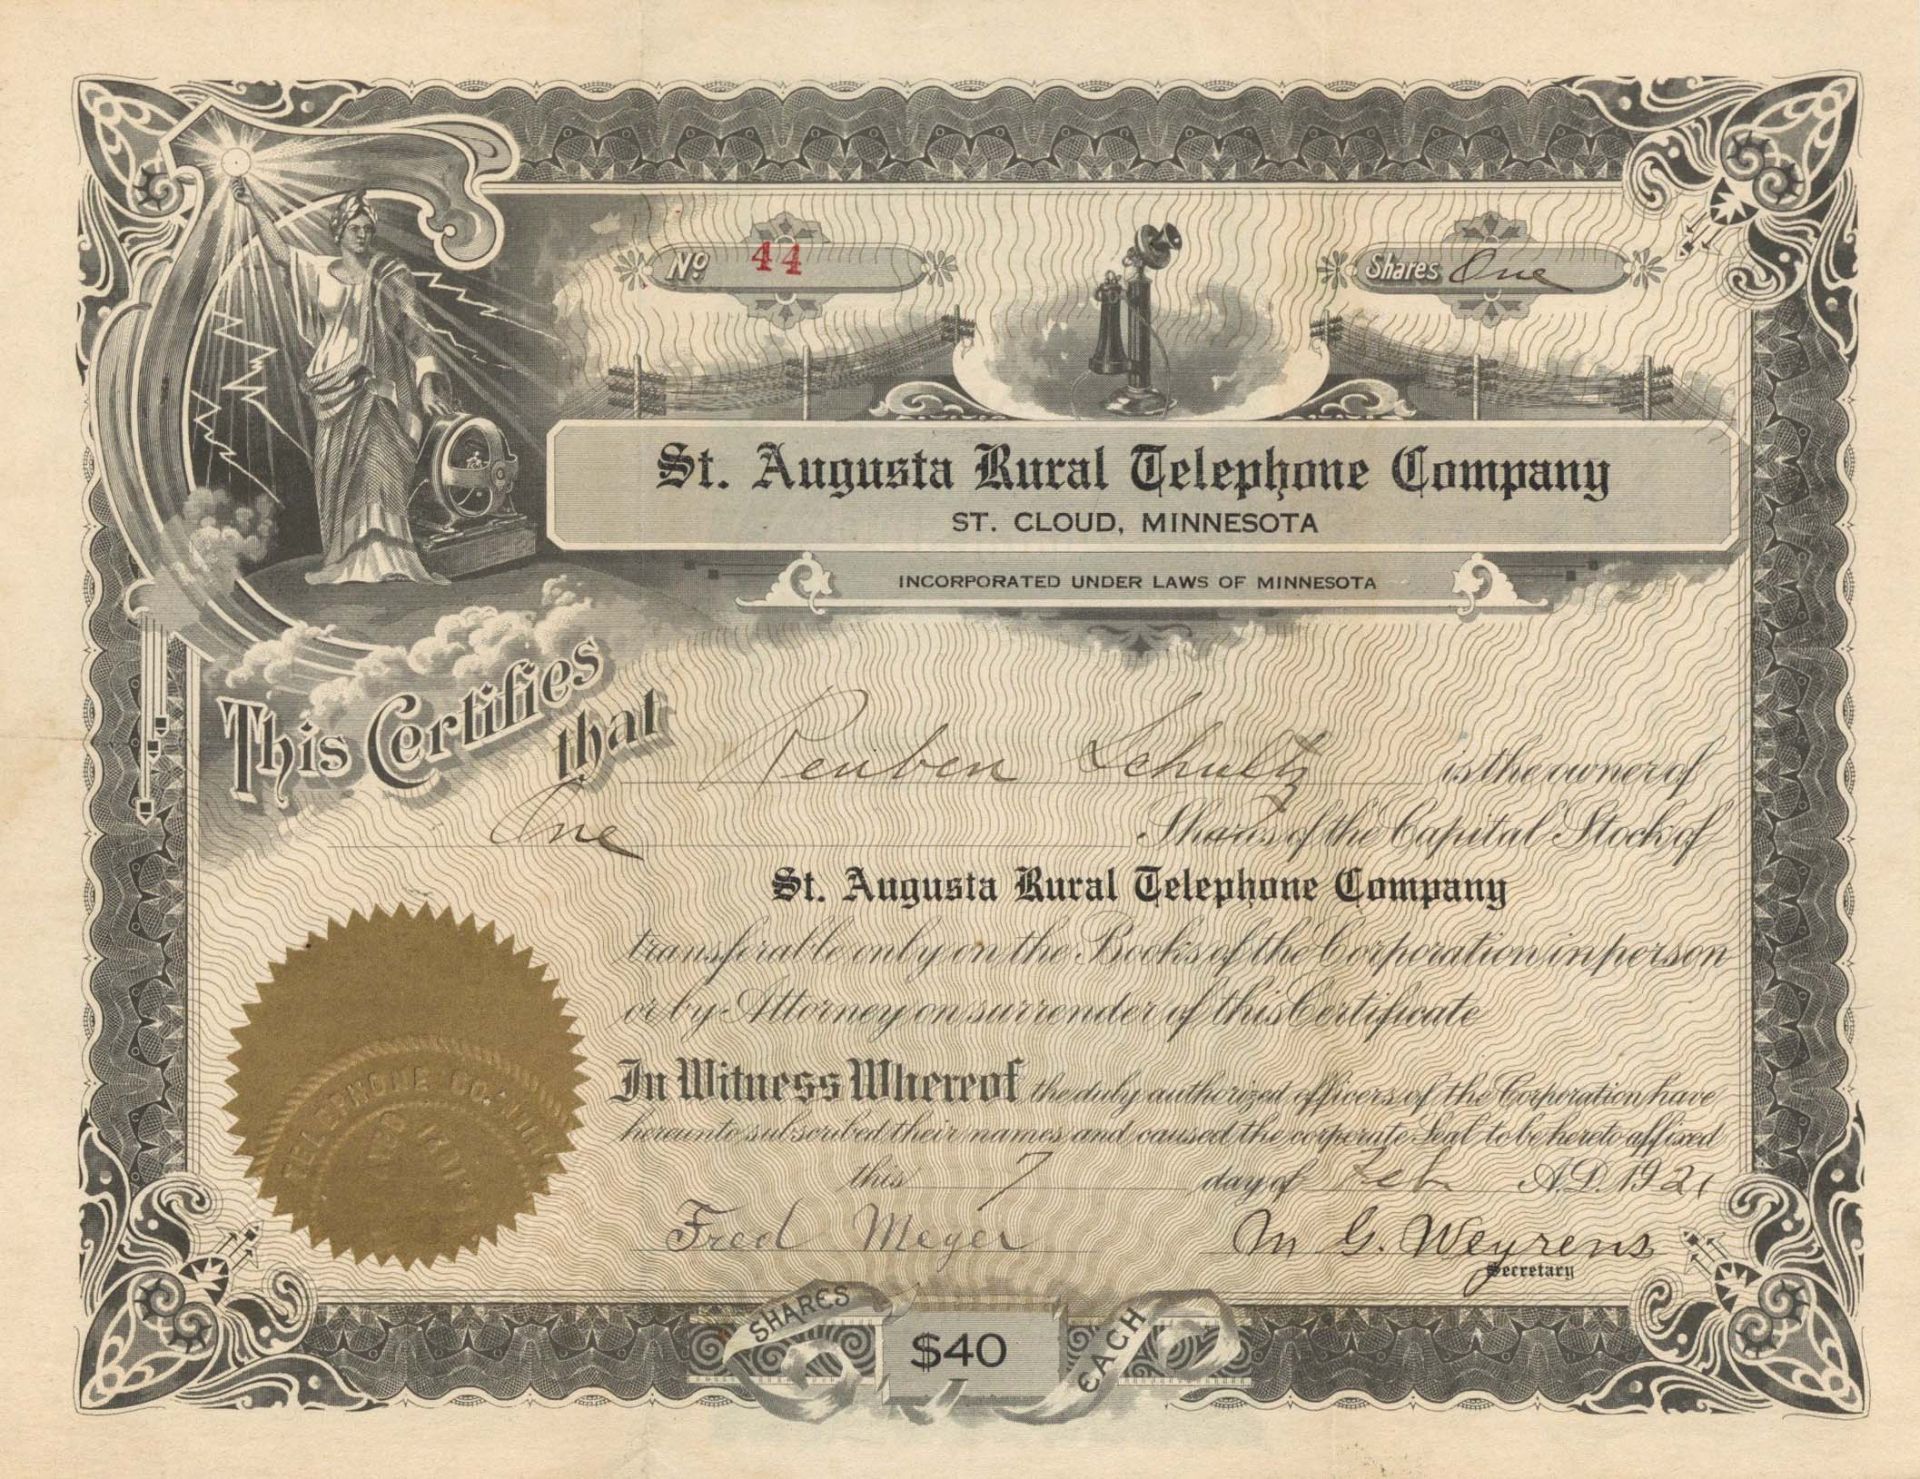 No 44
Shares One
St. Augusta Rural Telephone Company
ST. CLOUD, MINNESOTA
INCORPORATED UNDER LAWS OF MINNESOTA
This Certifies that Reuben Schultz is the owner of
One Shares of the Capital Stock of
St. Augusta Rural Telephone Company
transferable only on the Books of the Corporation in person
or by Attorney on surrender of this Certificate
In Witness Whereof the duly authorized officers of the Corporation have
hereunto subscribed their names and caused the corporate Seal to be hereto affixed
this 7 day of Feb A.D. 1921
Fred Meyer
M G. Weyrens
Secretary
TELEPHONE CO.
SHARES $40 EACH